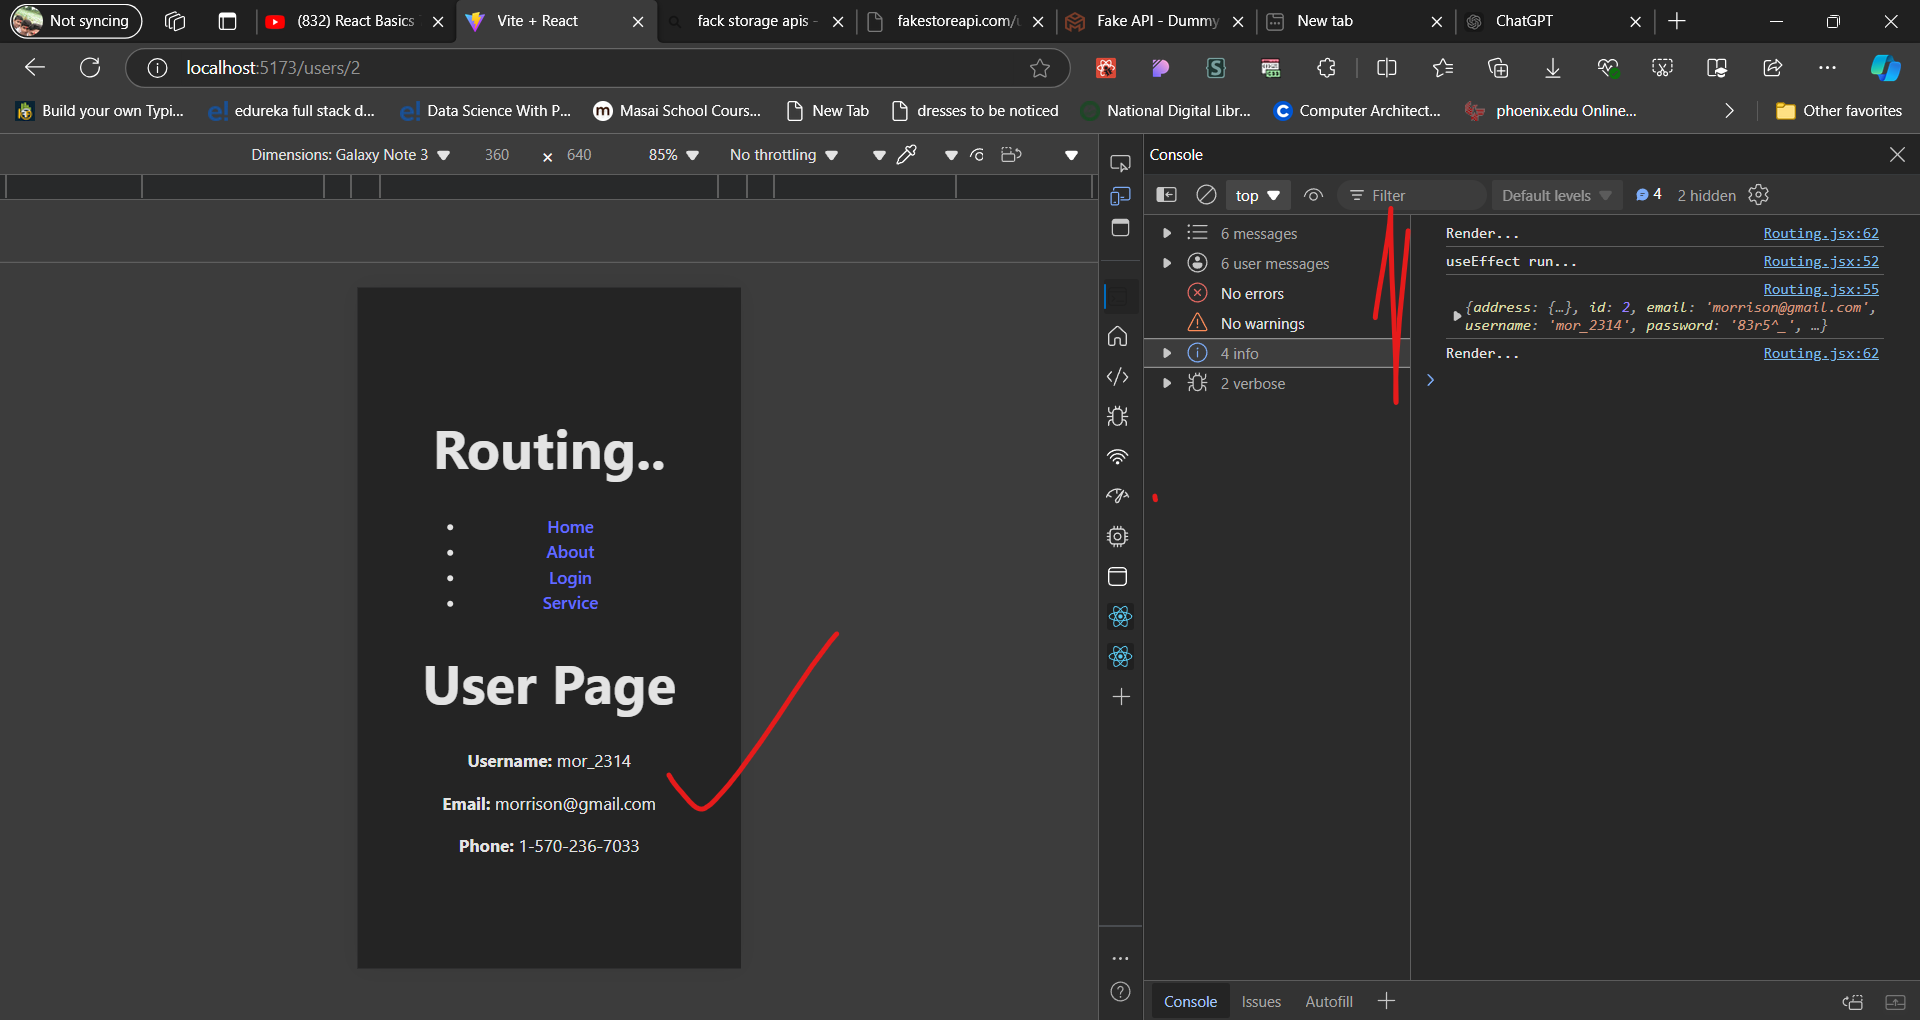 Not syncing
(832) React Basics
Vite + React
fack storage apis -
fakestoreapi.com/u
Fake API - Dummy
New tab
ChatGPT
localhost:5173/users/2
Build your own Typi...
edureka full stack d...
Data Science With P...
Masai School Cours...
New Tab
dresses to be noticed
National Digital Libr...
Computer Architect...
phoenix.edu Online...
Other favorites
Dimensions: Galaxy Note 3
360
×
640
85%
No throttling
Console
top
Filter
Default levels
4
2 hidden
6 messages
6 user messages
No errors
No warnings
4 info
2 verbose
Render...
Routing.jsx:62
useEffect run...
Routing.jsx:52
Routing.jsx:55
{address: {…}, id: 2, email: 'morrison@gmail.com',
username: 'mor_2314', password: '83r5^_', …}
Render...
Routing.jsx:62
Routing..
Home
About
Login
Service
User Page
Username: mor_2314
Email: morrison@gmail.com
Phone: 1-570-236-7033
Console
Issues
Autofill